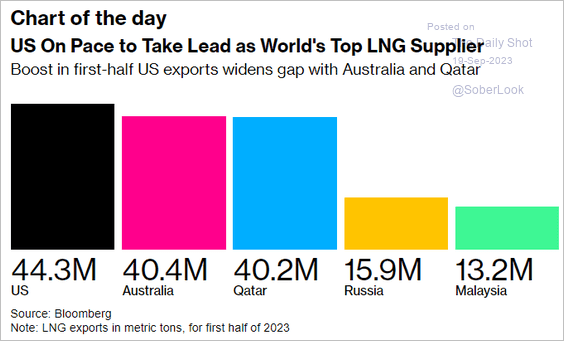 Chart of the day
Posted on
US On Pace to Take Lead as World's Top LNG Supplier
The Daily Shot
Boost in first-half US exports widens gap with Australia and Qatar
19-Sep-2023
@SoberLook
44.3M 40.4M 40.2M 15.9M 13.2M
US Australia Qatar Russia Malaysia
Source: Bloomberg
Note: LNG exports in metric tons, for first half of 2023